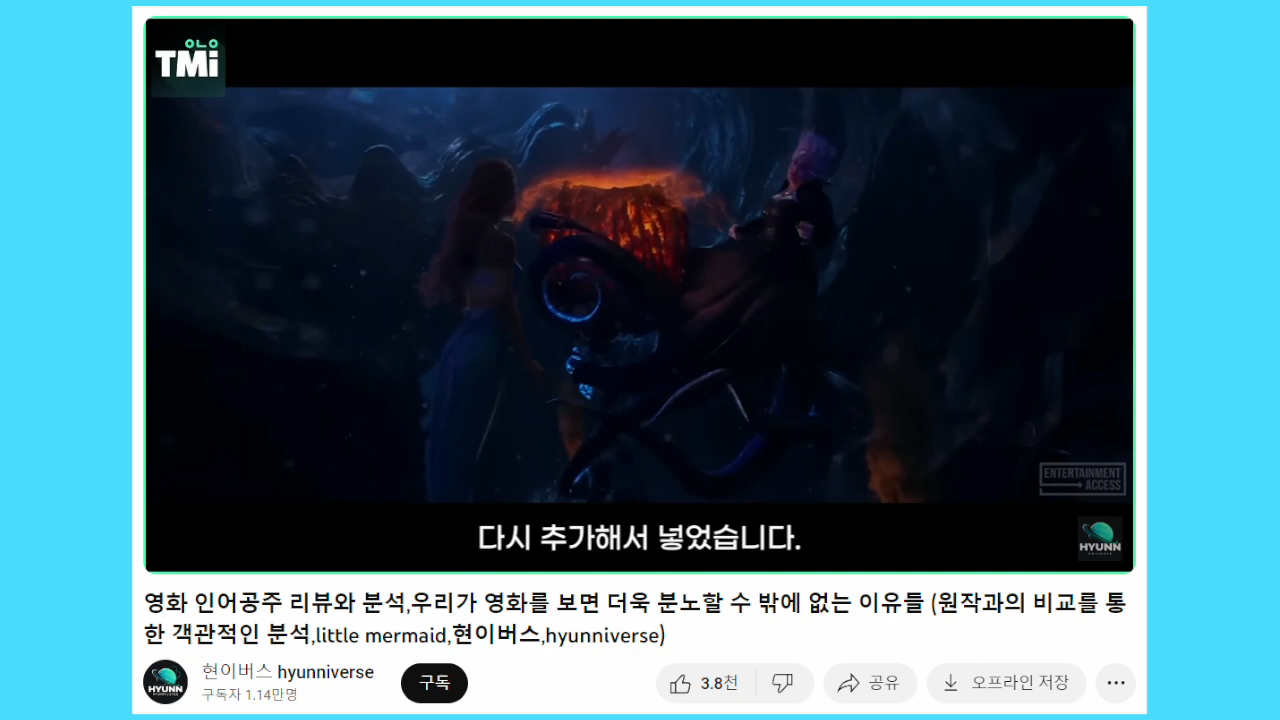 ㅇㄴㅇ
TMi
ENTERTAINMENT
ACCESS
다시 추가해서 넣었습니다.
HYUNN
영화 인어공주 리뷰와 분석,우리가 영화를 보면 더욱 분노할 수 밖에 없는 이유들 (원작과의 비교를 통
한 객관적인 분석,little mermaid,현이버스,hyunniverse)
HYUNN
현이버스 hyunniverse
구독자 1.14만명
구독
3.8천
공유
오프라인 저장